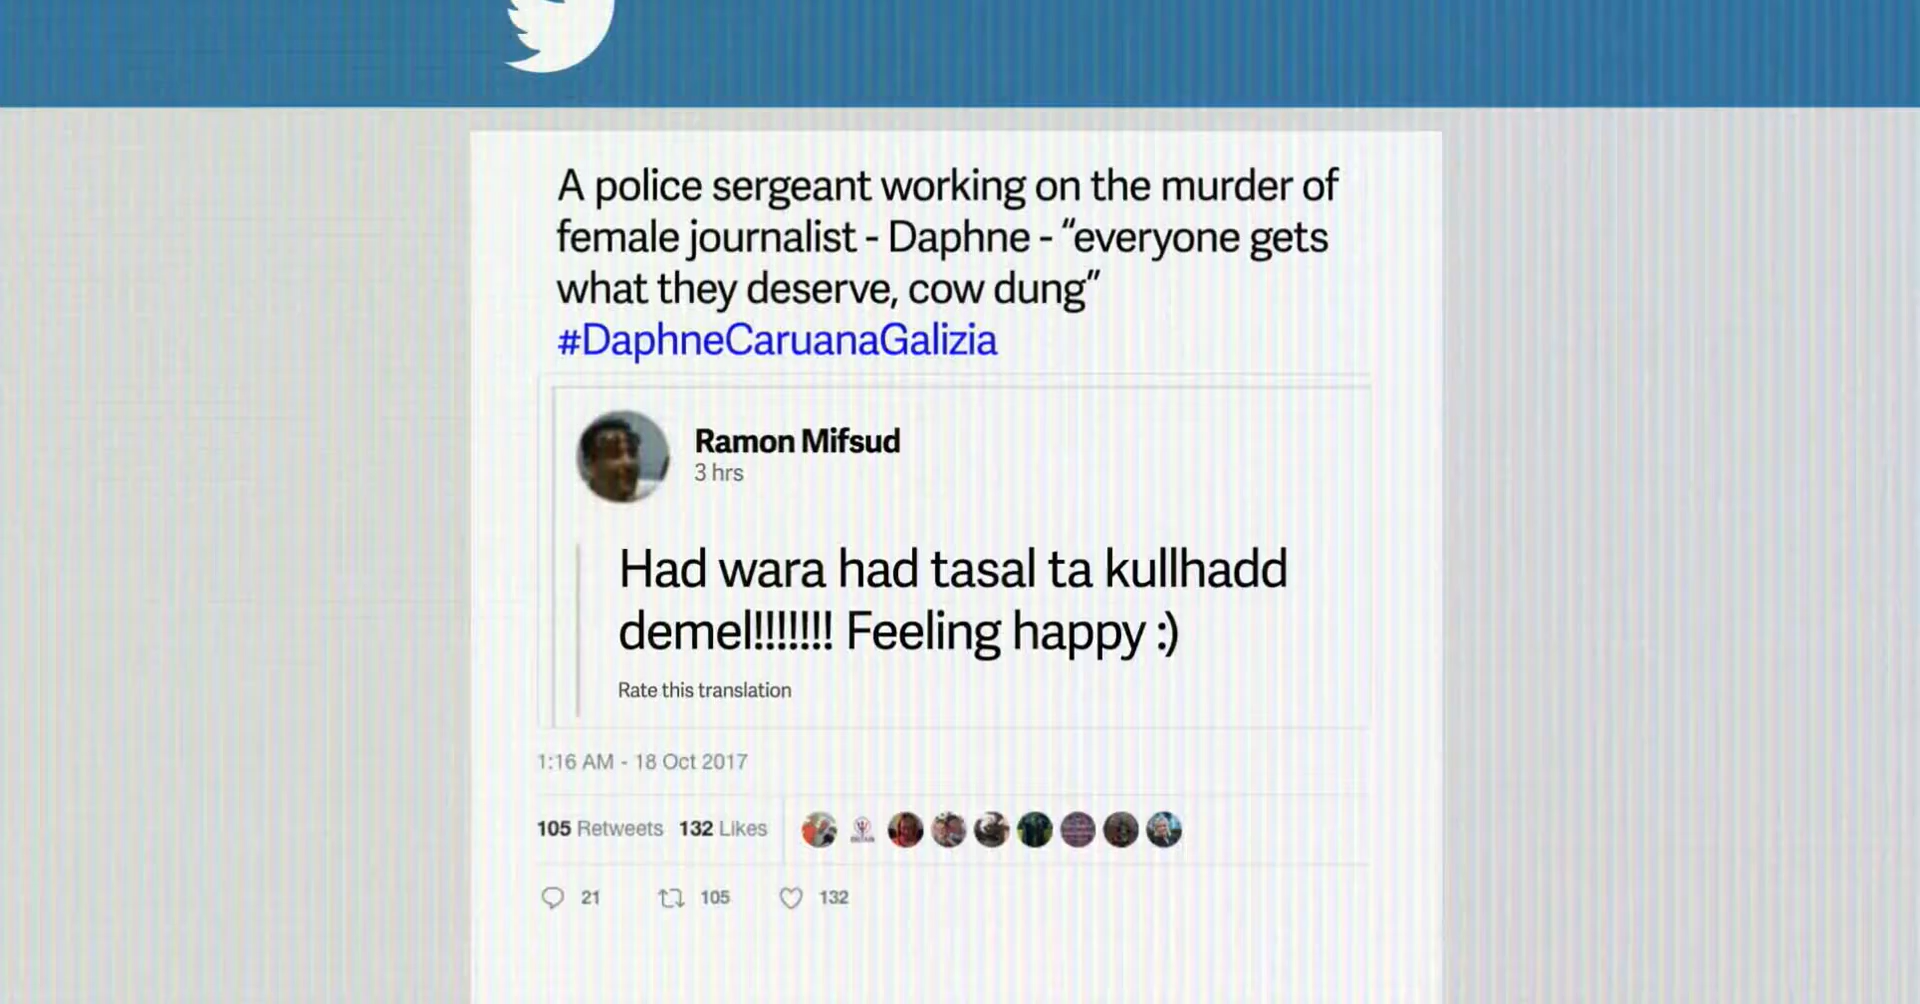 A police sergeant working on the murder of
female journalist - Daphne - “everyone gets
what they deserve, cow dung”
#DaphneCaruanaGalizia
Ramon Mifsud
3 hrs
Had wara had tasal ta kullhadd
demel!!!!!!! Feeling happy :)
Rate this translation
1:16 AM - 18 Oct 2017
105 Retweets 132 Likes
21 105 132